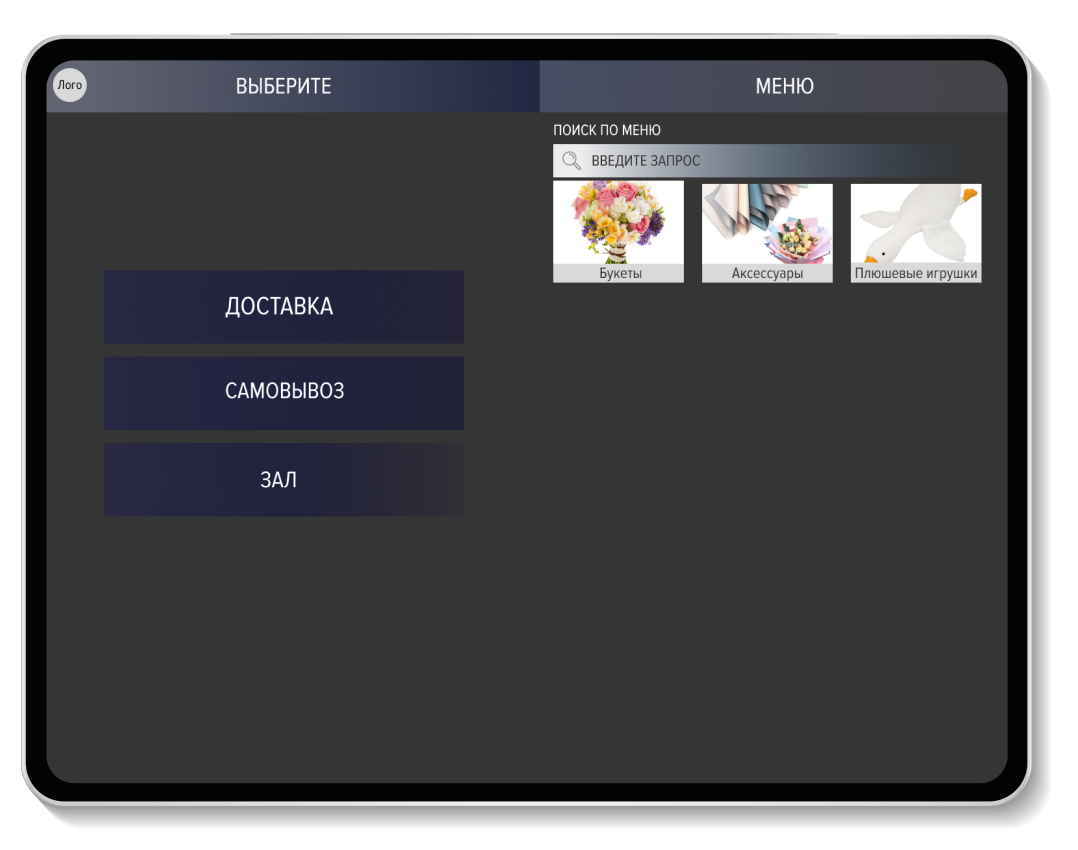 Лого
ВЫБЕРИТЕ
МЕНЮ
ПОИСК ПО МЕНЮ
ВВЕДИТЕ ЗАПРОС
Букеты
Аксессуары
Плюшевые игрушки
ДОСТАВКА
САМОВЫВОЗ
ЗАЛ